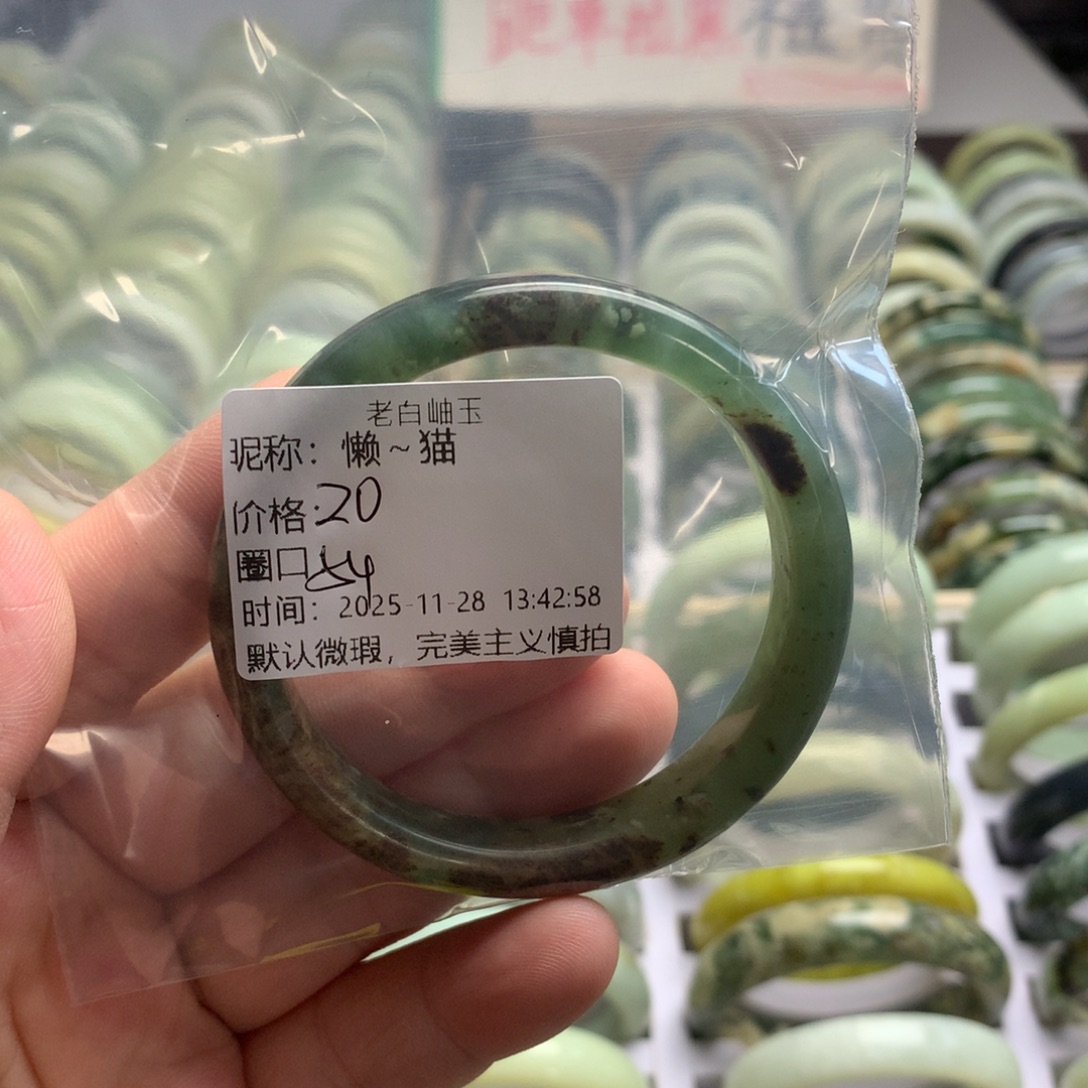 老白岫玉
昵称：懒~猫
价格:20
圈口54
时间：2025-11-28 13:42:58
默认微瑕，完美主义慎拍